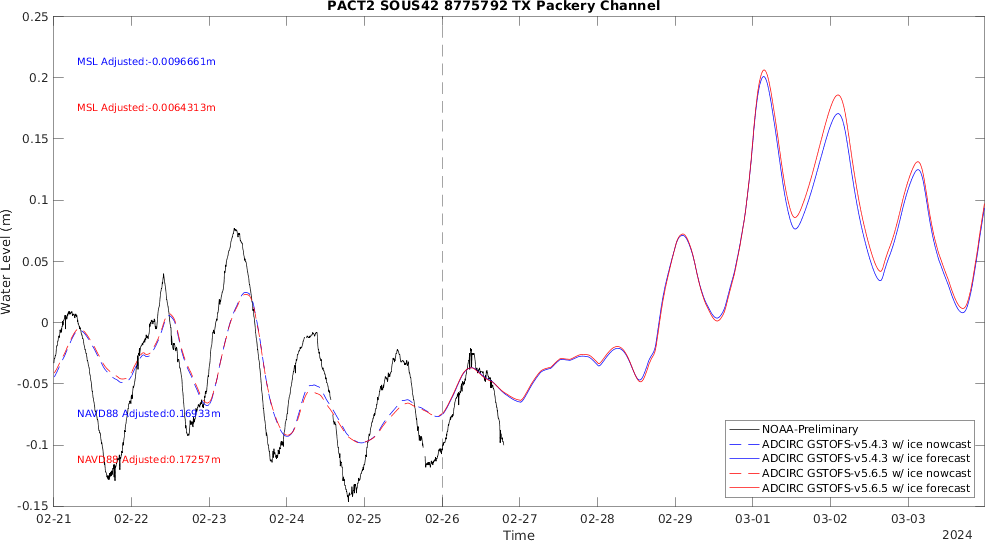 PACT2 SOUS42 8775792 TX Packery Channel
0.25
0.2
0.15
0.1
0.05
0
-0.05
-0.1
-0.15
Water Level (m)
MSL Adjusted:-0.0096661m
MSL Adjusted:-0.0064313m
NAVD88 Adjusted:0.16933m
NAVD88 Adjusted:0.17257m
NOAA-Preliminary
ADCIRC GSTOFS-v5.4.3 w/ ice nowcast
ADCIRC GSTOFS-v5.4.3 w/ ice forecast
ADCIRC GSTOFS-v5.6.5 w/ ice nowcast
ADCIRC GSTOFS-v5.6.5 w/ ice forecast
02-21 02-22 02-23 02-24 02-25 02-26 02-27 02-28 02-29 03-01 03-02 03-03
Time
2024